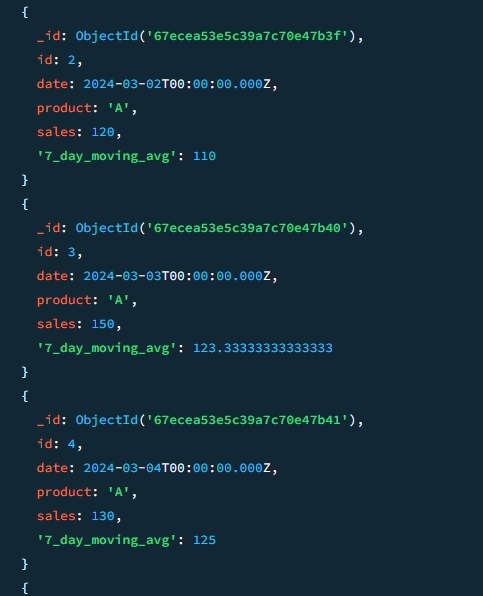 {
_id: ObjectId('67ecea53e5c39a7c70e47b3f'),
id: 2,
date: 2024-03-02T00:00:00.000Z,
product: 'A',
sales: 120,
'7_day_moving_avg': 110
}
{
_id: ObjectId('67ecea53e5c39a7c70e47b40'),
id: 3,
date: 2024-03-03T00:00:00.000Z,
product: 'A',
sales: 150,
'7_day_moving_avg': 123.33333333333333
}
{
_id: ObjectId('67ecea53e5c39a7c70e47b41'),
id: 4,
date: 2024-03-04T00:00:00.000Z,
product: 'A',
sales: 130,
'7_day_moving_avg': 125
}
{